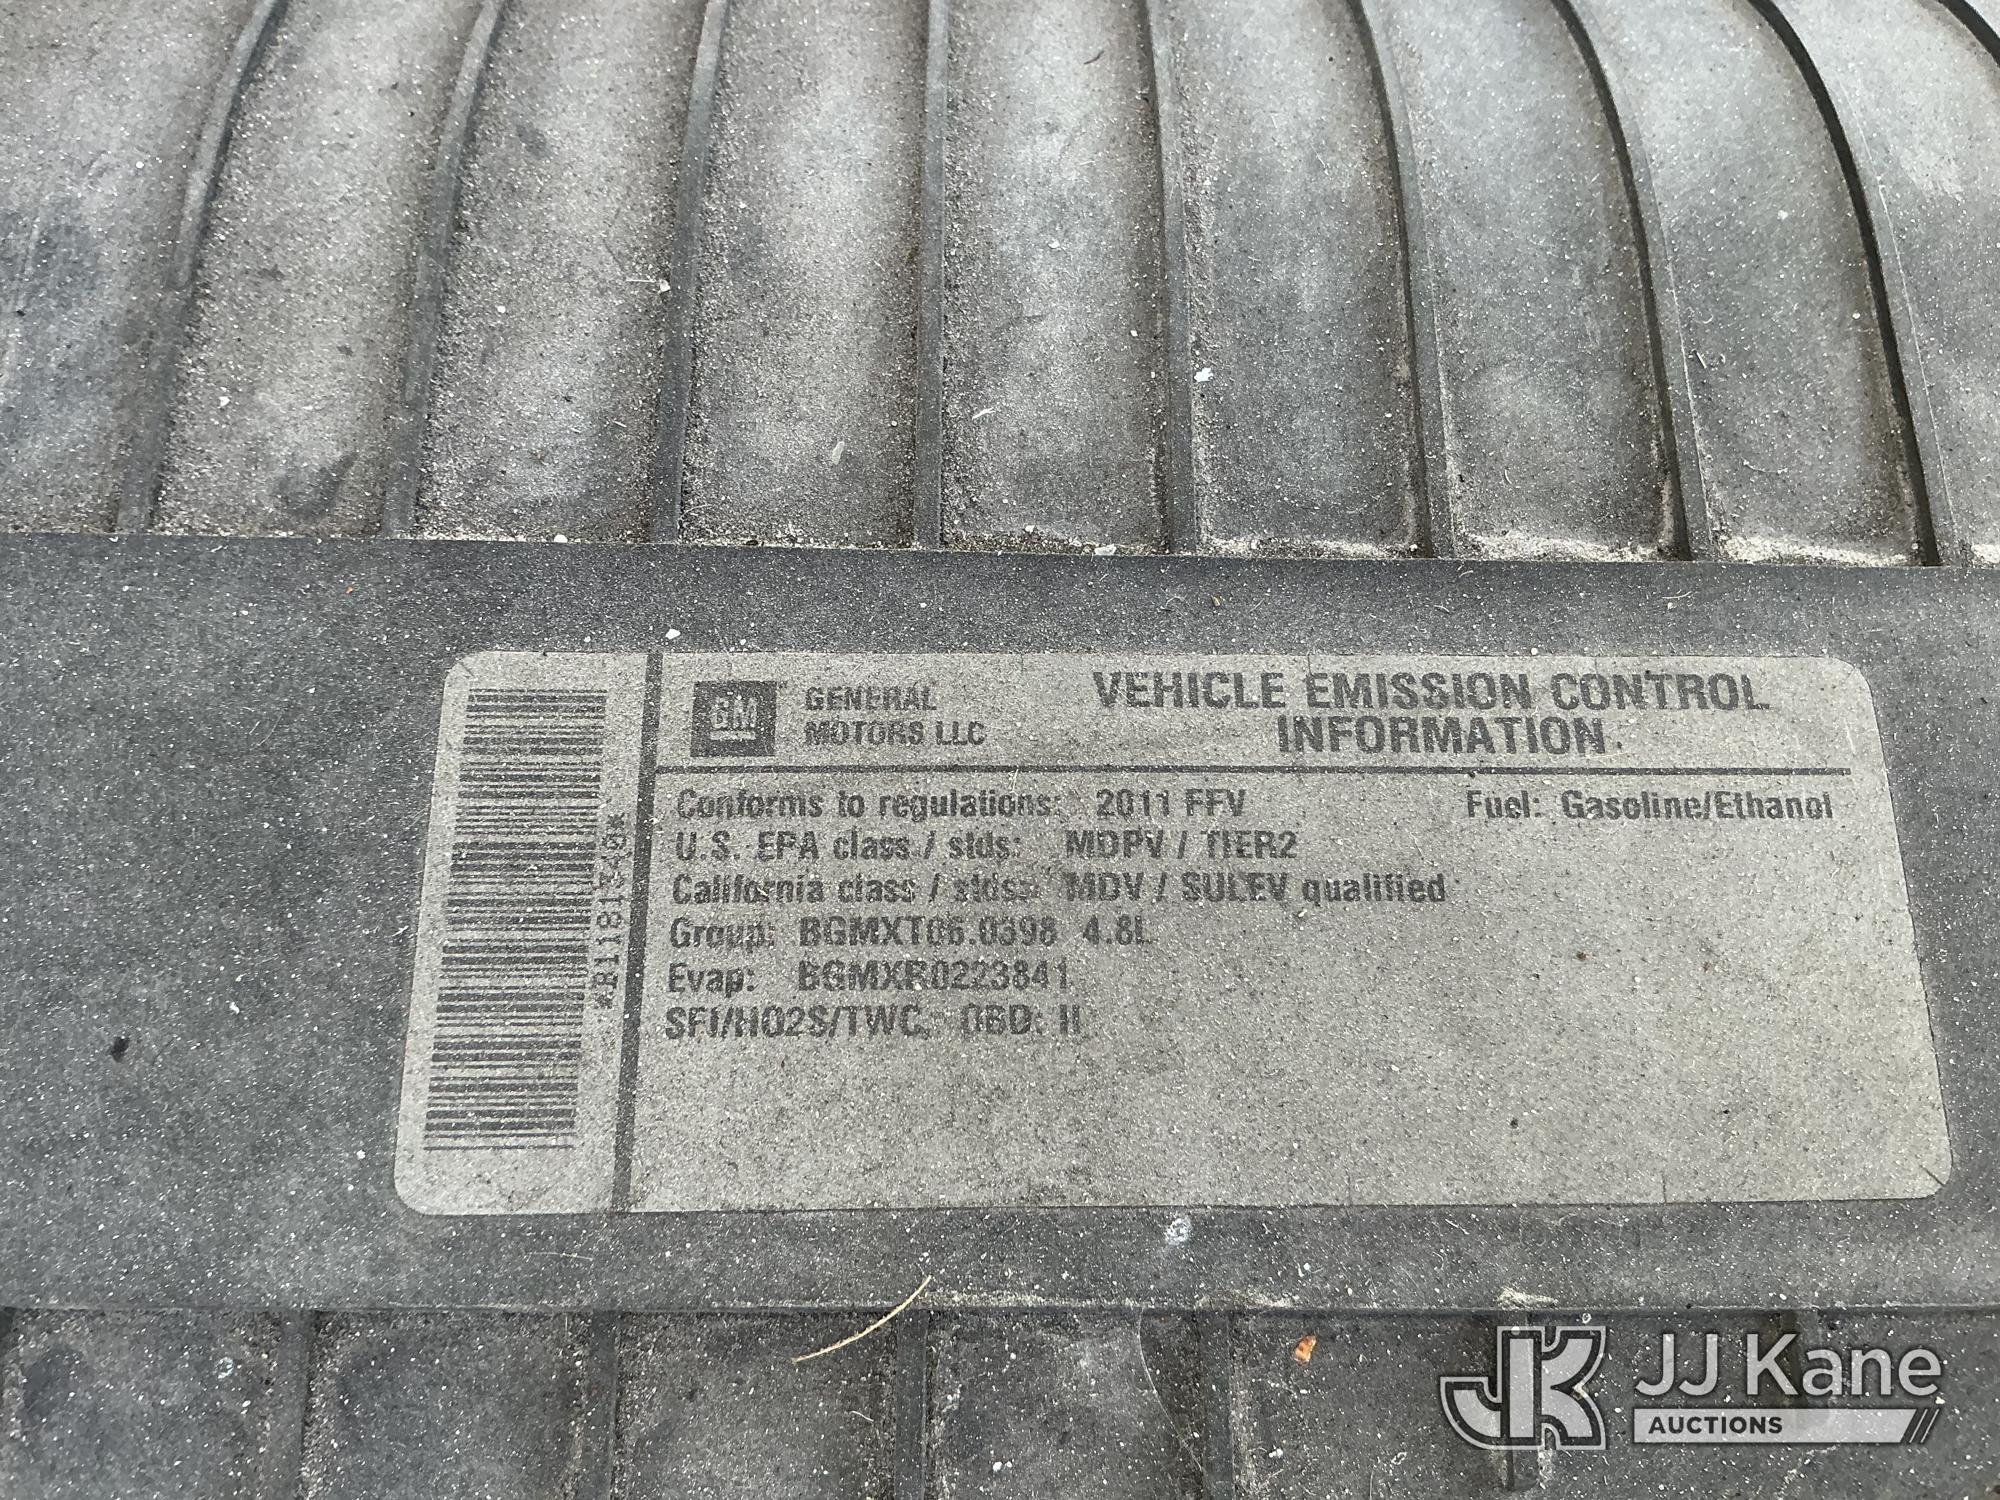 GM GENERAL
MOTORS LLC
VEHICLE EMISSION CONTROL
INFORMATION
Conforms to regulations: 2011 FFV Fuel: Gasoline/Ethanol
U.S. EPA class / stds: MDPV / TIER2
California class / stds: MDV / SULEV qualified
Group: BGMXT06.0398 4.8L
Evap: BGMXR0223841
SFI/HO2S/TWC, OBD: II
JK JJ Kane
AUCTIONS